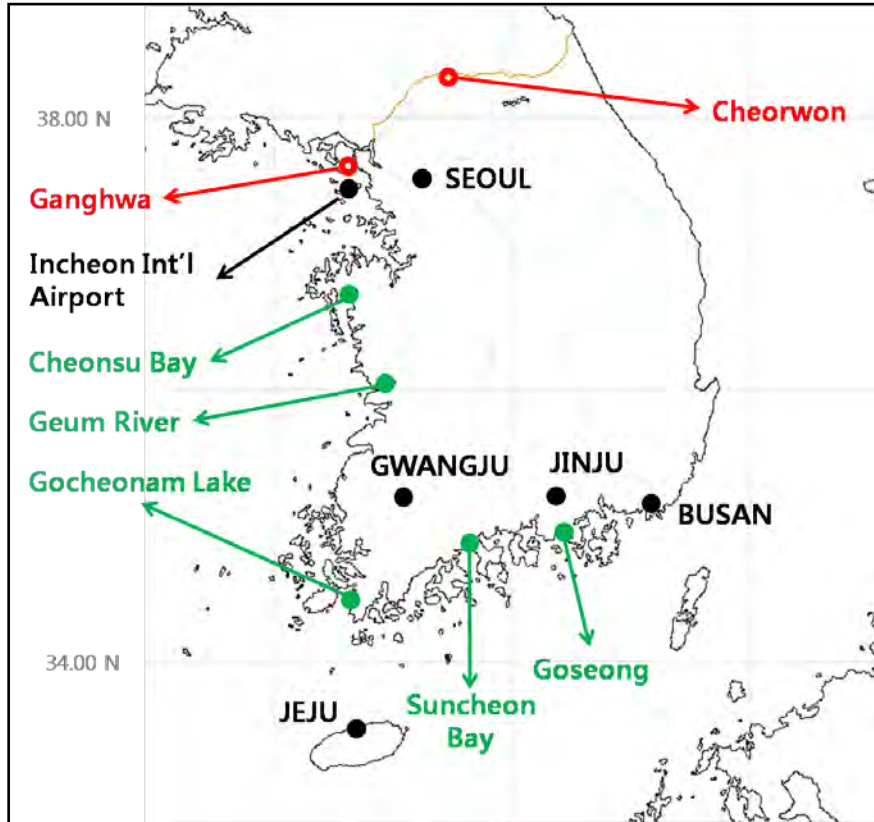 38.00 N
Cheorwon
SEOUL
Ganghwa
Incheon Int'l
Airport
Cheonsu Bay
Geum River
GWANGJU
JINJU
Gocheonam Lake
BUSAN
34.00 N
Goseong
JEJU
Suncheon
Bay